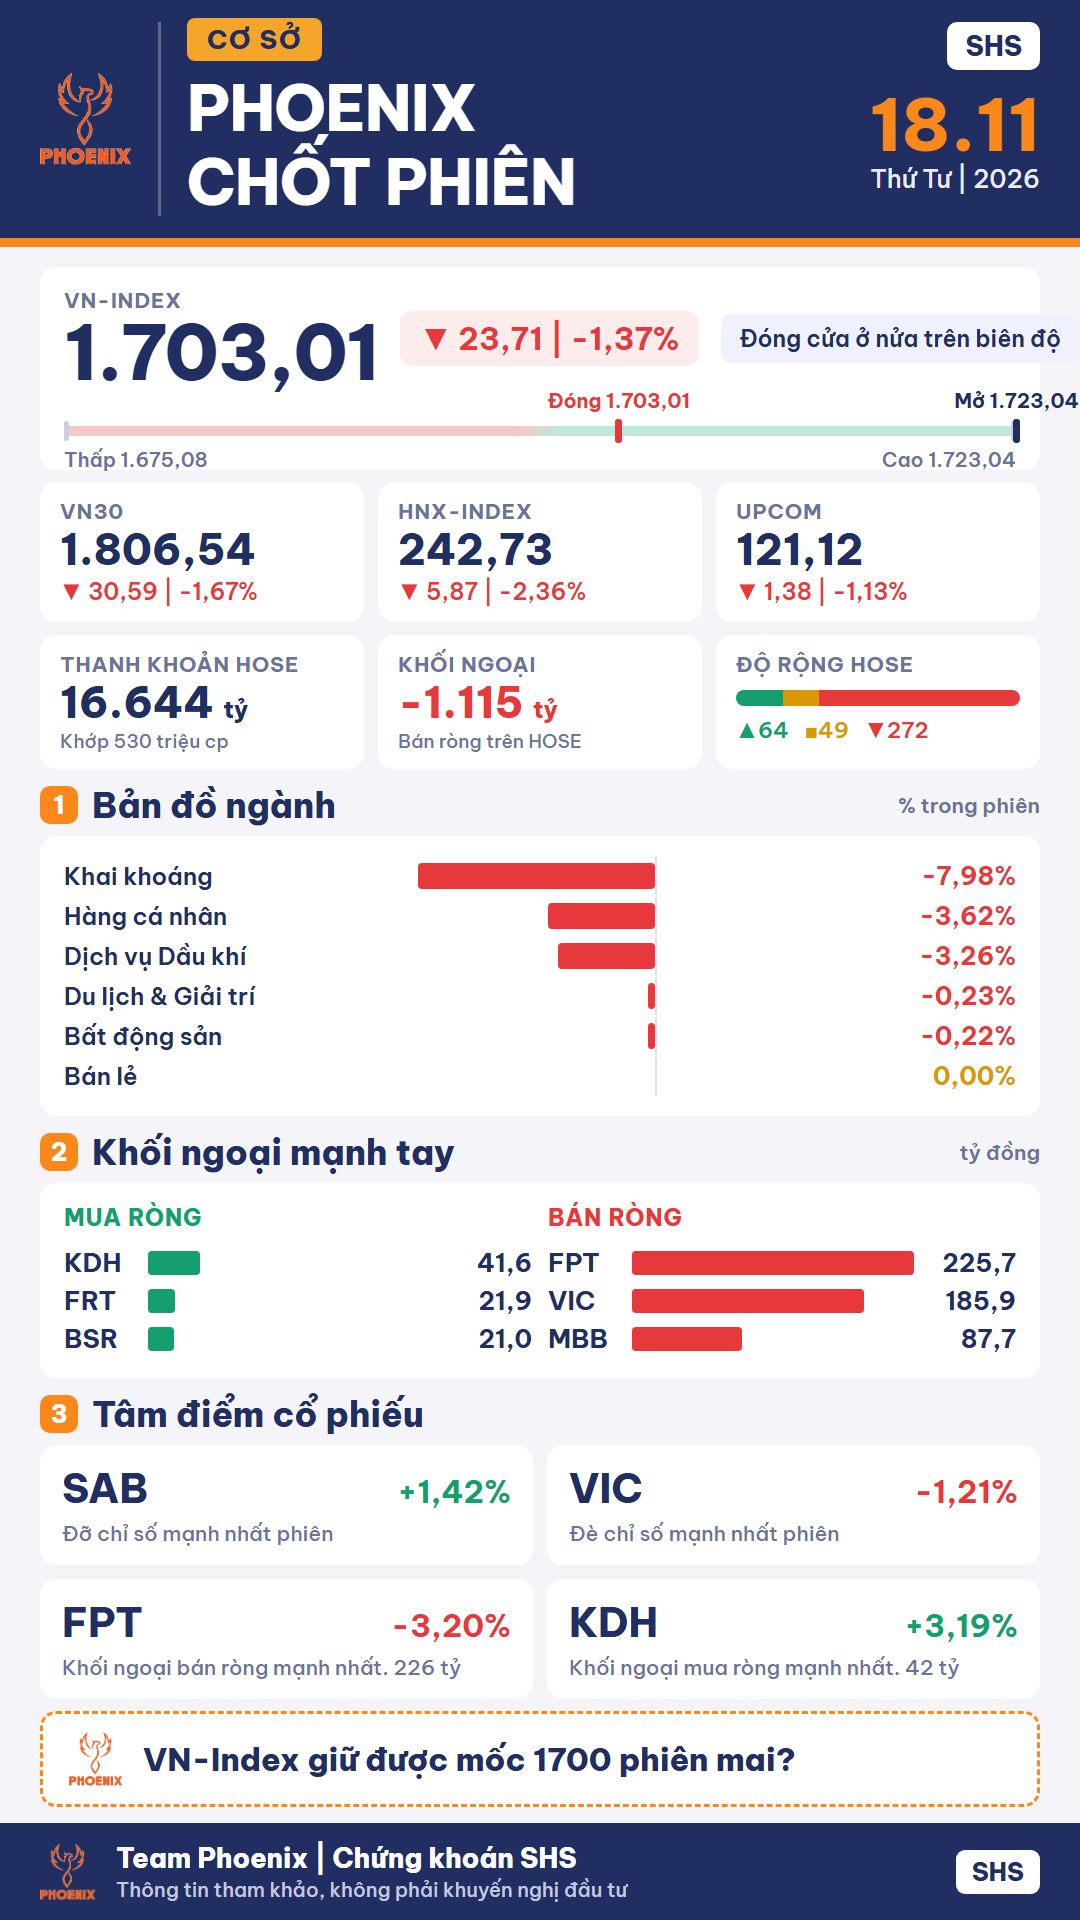 PHOENIX
CƠ SỞ
PHOENIX
CHỐT PHIÊN
SHS
18.11
Thứ Tư | 2026
VN-INDEX
1.703,01
▼ 23,71 | -1,37%
Đóng cửa ở nửa trên biên độ
Đóng 1.703,01
Mở 1.723,04
Thấp 1.675,08
Cao 1.723,04
VN30
1.806,54
▼ 30,59 | -1,67%
HNX-INDEX
242,73
▼ 5,87 | -2,36%
UPCOM
121,12
▼ 1,38 | -1,13%
THANH KHOẢN HOSE
16.644 tỷ
Khớp 530 triệu cp
KHỐI NGOẠI
-1.115 tỷ
Bán ròng trên HOSE
ĐỘ RỘNG HOSE
▲64 ■49 ▼272
1 Bản đồ ngành
% trong phiên
Khai khoáng -7,98%
Hàng cá nhân -3,62%
Dịch vụ Dầu khí -3,26%
Du lịch & Giải trí -0,23%
Bất động sản -0,22%
Bán lẻ 0,00%
2 Khối ngoại mạnh tay
tỷ đồng
MUA RÒNG
KDH 41,6
FRT 21,9
BSR 21,0
BÁN RÒNG
FPT 225,7
VIC 185,9
MBB 87,7
3 Tâm điểm cổ phiếu
SAB +1,42%
Đỡ chỉ số mạnh nhất phiên
VIC -1,21%
Đè chỉ số mạnh nhất phiên
FPT -3,20%
Khối ngoại bán ròng mạnh nhất. 226 tỷ
KDH +3,19%
Khối ngoại mua ròng mạnh nhất. 42 tỷ
PHOENIX
VN-Index giữ được mốc 1700 phiên mai?
PHOENIX
Team Phoenix | Chứng khoán SHS
Thông tin tham khảo, không phải khuyến nghị đầu tư
SHS